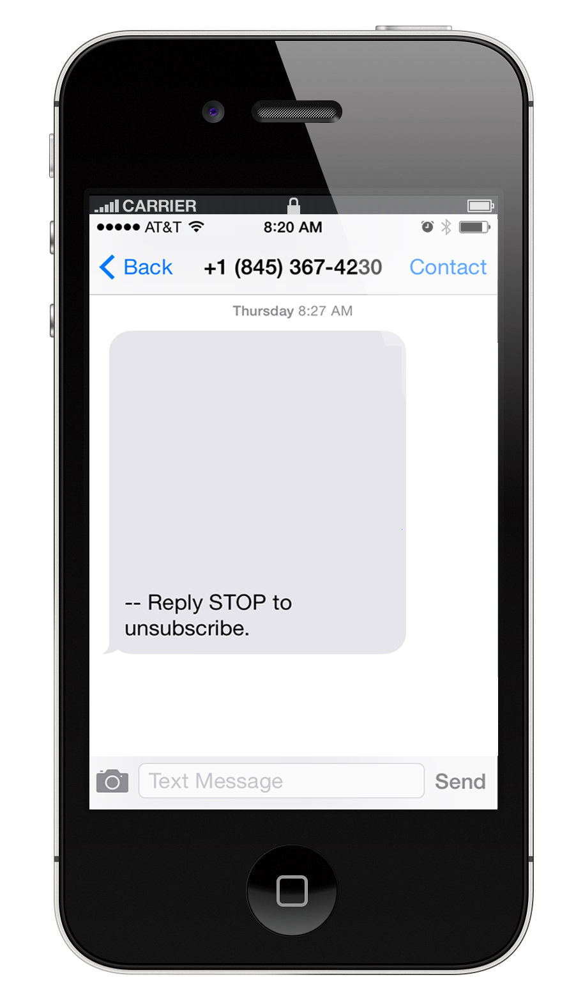 CARRIER
AT&T 8:20 AM
Back +1 (845) 367-4230 Contact
Thursday 8:27 AM
-- Reply STOP to
unsubscribe.
Text Message Send